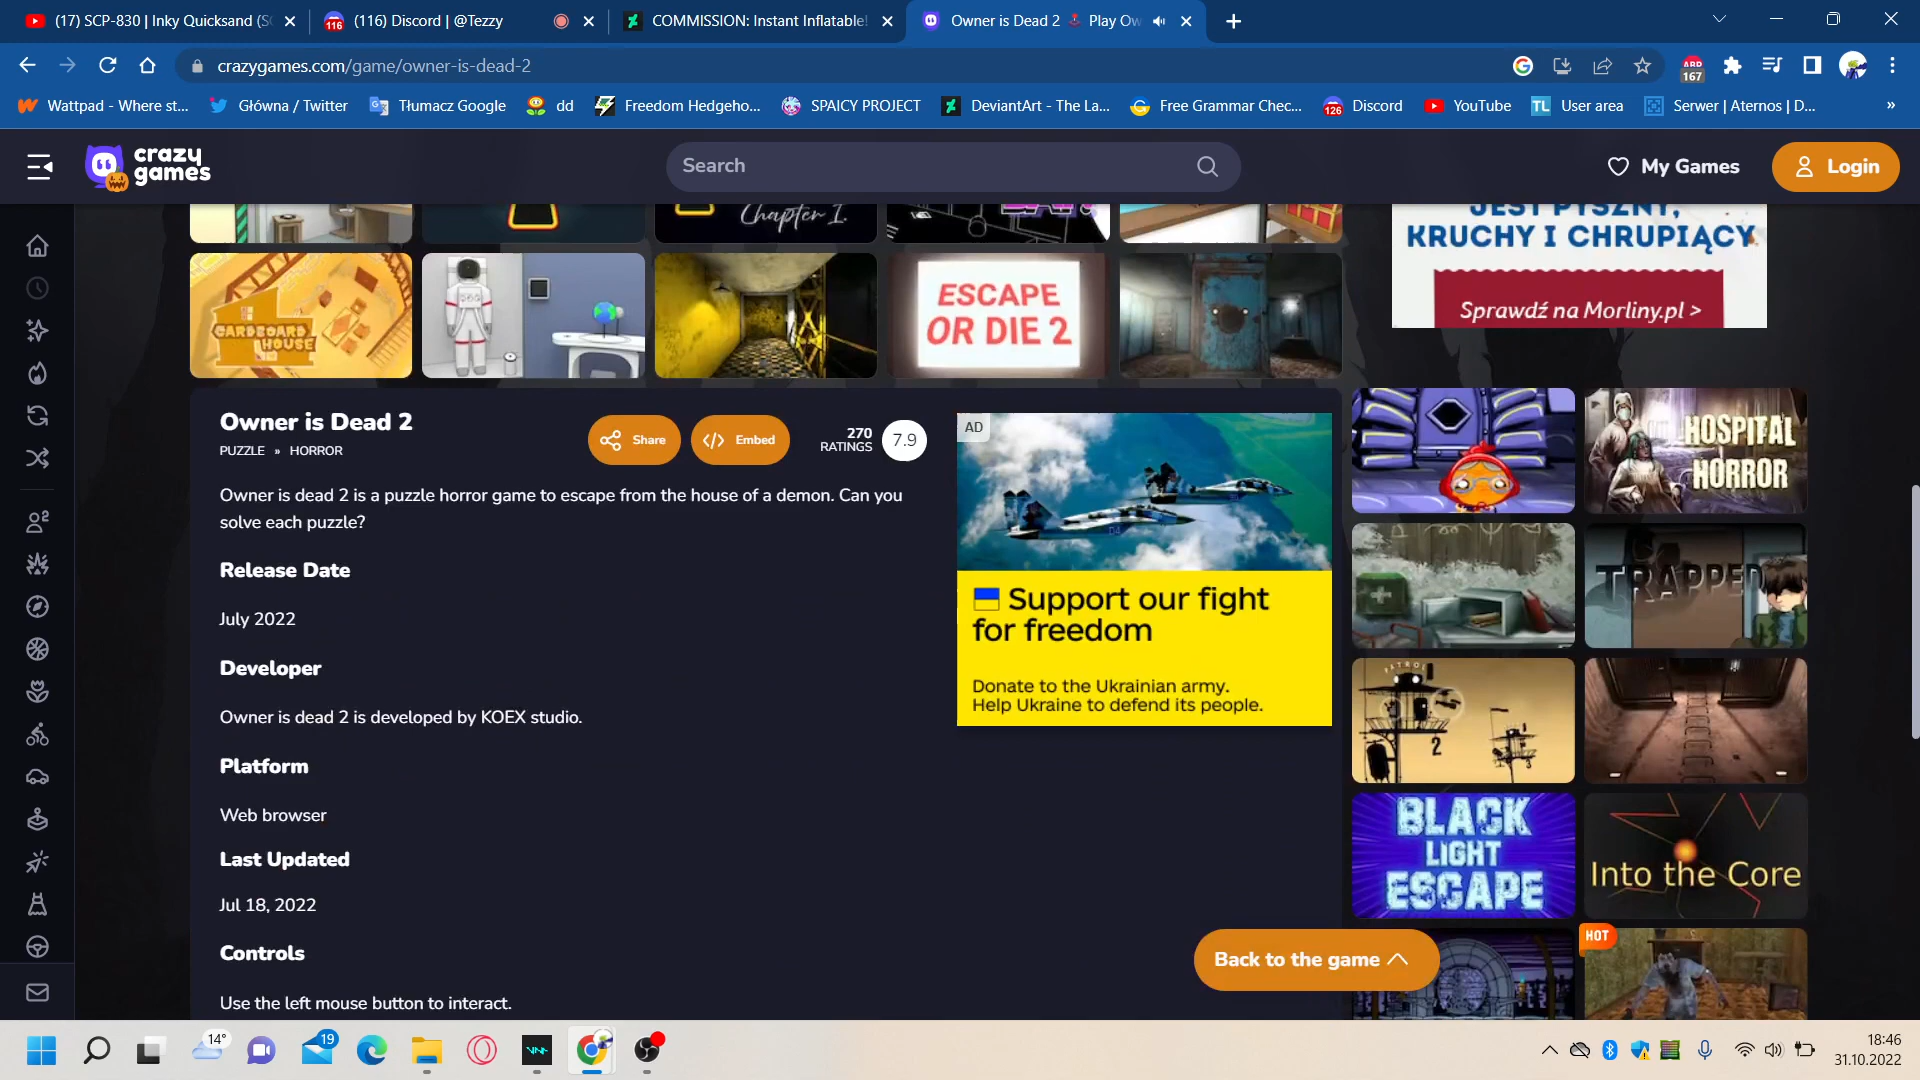 (17) SCP-830 | Inky Quicksand (SC
(116) Discord | @Tezzy
COMMISSION: Instant Inflatable!
Owner is Dead 2
Play Ow
crazygames.com/game/owner-is-dead-2
167
Wattpad - Where st...
Główna / Twitter
Tłumacz Google
dd
Freedom Hedgeho...
SPAICY PROJECT
DeviantArt - The La...
Free Grammar Chec...
Discord
YouTube
User area
Serwer | Aternos | D...
crazy
games
Search
My Games
Login
Chapter I.
JEST PYSZNY,
KRUCHY I CHRUPIĄCY
Sprawdź na Morliny.pl >
CARDBOARD
HOUSE
ESCAPE
OR DIE 2
Owner is Dead 2
PUZZLE » HORROR
Share
Embed
270
RATINGS
7.9
Owner is dead 2 is a puzzle horror game to escape from the house of a demon. Can you
solve each puzzle?
Release Date
July 2022
Developer
Owner is dead 2 is developed by KOEX studio.
Platform
Web browser
Last Updated
Jul 18, 2022
Controls
Use the left mouse button to interact.
AD
Support our fight
for freedom
Donate to the Ukrainian army.
Help Ukraine to defend its people.
HOSPITAL
HORROR
TRAPPED
PATROL
2
BLACK
LIGHT
ESCAPE
Into the Core
HOT
Back to the game
14°
19
18:46
31.10.2022